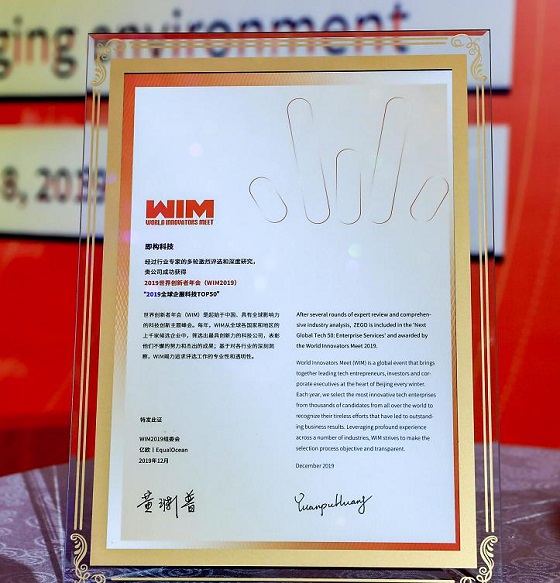 ging environment
8, 2019
WIM
WORLD INNOVATORS MEET
即构科技
经过行业专家的多轮激烈评选和深度研究,
贵公司成功获得
2019世界创新者年会(WIM2019)
"2019全球企服科技TOP50"
世界创新者年会(WIM)是起始于中国、具有全球影响力
的科技创新主题峰会。每年,WIM从全球各国家和地区的
上千家候选企业中,筛选出最具创新力的科技公司,表彰
他们不懈的努力和杰出的成果;基于对各行业的深刻洞
察,WIM竭力追求评选工作的专业性和透明性。
特发此证
WIM2019组委会
亿欧 | EqualOcean
2019年12月
After several rounds of expert review and comprehen-
sive industry analysis, ZEGO is included in the 'Next
Global Tech 50: Enterprise Services' and awarded by
the World Innovators Meet 2019.
World Innovators Meet (WIM) is a global event that brings
together leading tech entrepreneurs, investors and cor-
porate executives at the heart of Beijing every winter.
Each year, we select the most innovative tech enterprises
from thousands of candidates from all over the world to
recognize their tireless efforts that have led to outstand-
ing business results. Leveraging profound experience
across a number of industries, WIM strives to make the
selection process objective and transparent.
December 2019
黄渊普
Yuanpu Huang